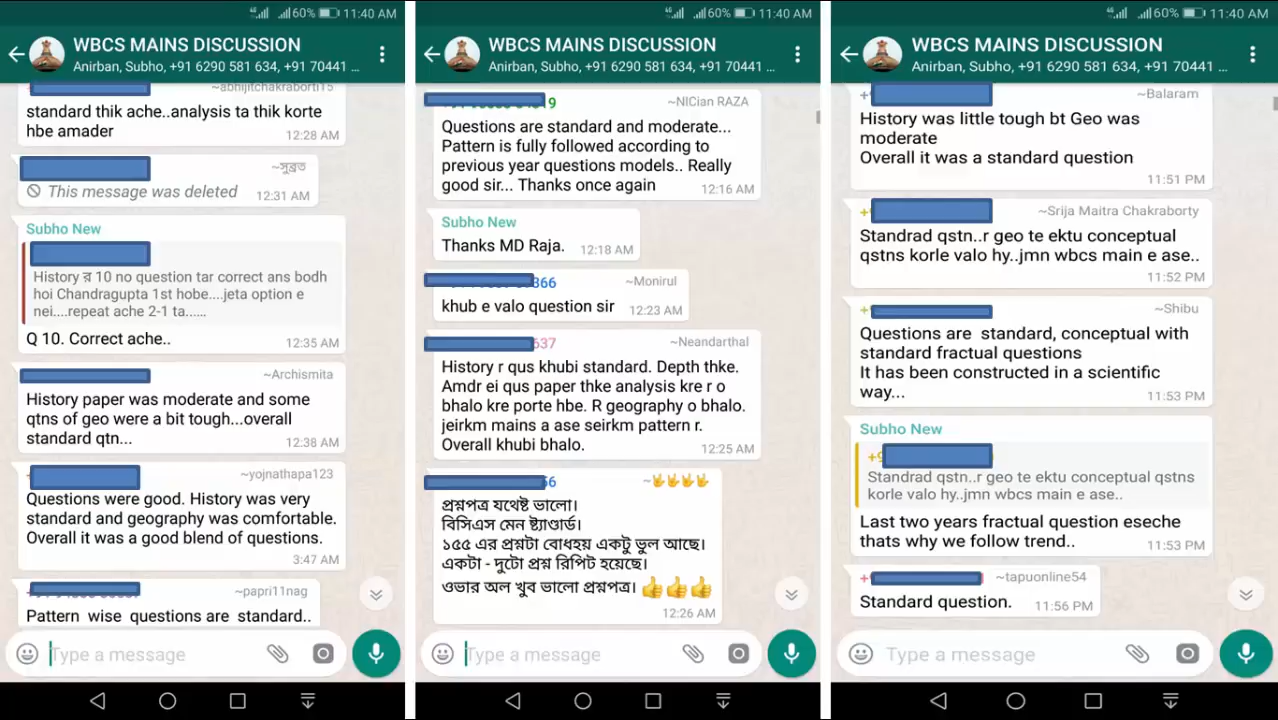 60% 11:40 AM
WBCS MAINS DISCUSSION
Anirban, Subho, +91 6290 581 634, +91 70441 ...
~abhijitchakraborti15
standard thik ache..analysis ta thik korte
hbe amader
12:28 AM
~সুব্রত
This message was deleted 12:31 AM
Subho New
History র 10 no question tar correct ans bodh
hoi Chandragupta 1st hobe....jeta option e
nei....repeat ache 2-1 ta......
Q 10. Correct ache..
12:35 AM
~Archismita
History paper was moderate and some
qtns of geo were a bit tough...overall
standard qtn...
12:38 AM
~yojnathapa123
Questions were good. History was very
standard and geography was comfortable.
Overall it was a good blend of questions.
3:47 AM
~papri11nag
Pattern wise questions are standard..
Type a message
60% 11:40 AM
WBCS MAINS DISCUSSION
Anirban, Subho, +91 6290 581 634, +91 70441 ...
~NICian RAZA
Questions are standard and moderate...
Pattern is fully followed according to
previous year questions models.. Really
good sir... Thanks once again
12:16 AM
Subho New
Thanks MD Raja. 12:18 AM
366 ~Monirul
khub e valo question sir 12:23 AM
637 ~Neandarthal
History r qus khubi standard. Depth thke.
Amdr ei qus paper thke analysis kre r o
bhalo kre porte hbe. R geography o bhalo.
jeirkm mains a ase seirkm pattern r.
Overall khubi bhalo.
12:25 AM
~🤟🤟🤟🤟
প্রশ্নপত্র যথেষ্ট ভালো।
বিসিএস মেন ষ্ট্যাণ্ডার্ড।
১৫৫ এর প্রশ্নটা বোধহয় একটু ভুল আছে।
একটা - দুটো প্রশ্ন রিপিট হয়েছে।
ওভার অল খুব ভালো প্রশ্নপত্র। 👍👍👍
12:26 AM
Type a message
60% 11:40 AM
WBCS MAINS DISCUSSION
Anirban, Subho, +91 6290 581 634, +91 70441 ...
~Balaram
History was little tough bt Geo was
moderate
Overall it was a standard question
11:51 PM
~Srija Maitra Chakraborty
Standrad qstn..r geo te ektu conceptual
qstns korle valo hy..jmn wbcs main e ase..
11:52 PM
~Shibu
Questions are standard, conceptual with
standard fractual questions
It has been constructed in a scientific
way...
11:53 PM
Subho New
Standrad qstn..r geo te ektu conceptual qstns
korle valo hy..jmn wbcs main e ase..
Last two years fractual question eseche
thats why we follow trend..
11:53 PM
~tapuonline54
Standard question.
11:56 PM
Type a message